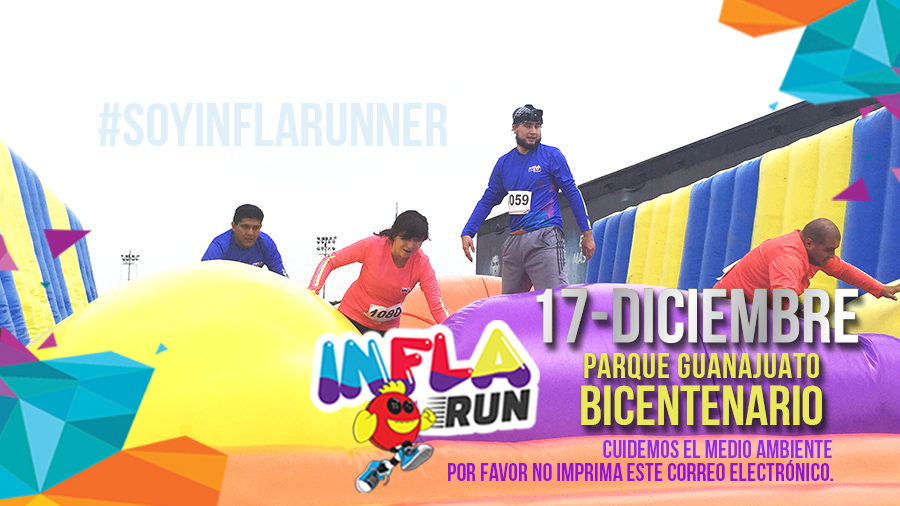 #SOYINFLARUNNER
059
1080
17-DICIEMBRE
PARQUE GUANAJUATO
BICENTENARIO
INFLA
RUN
CUIDEMOS EL MEDIO AMBIENTE
POR FAVOR NO IMPRIMA ESTE CORREO ELECTRÓNICO.